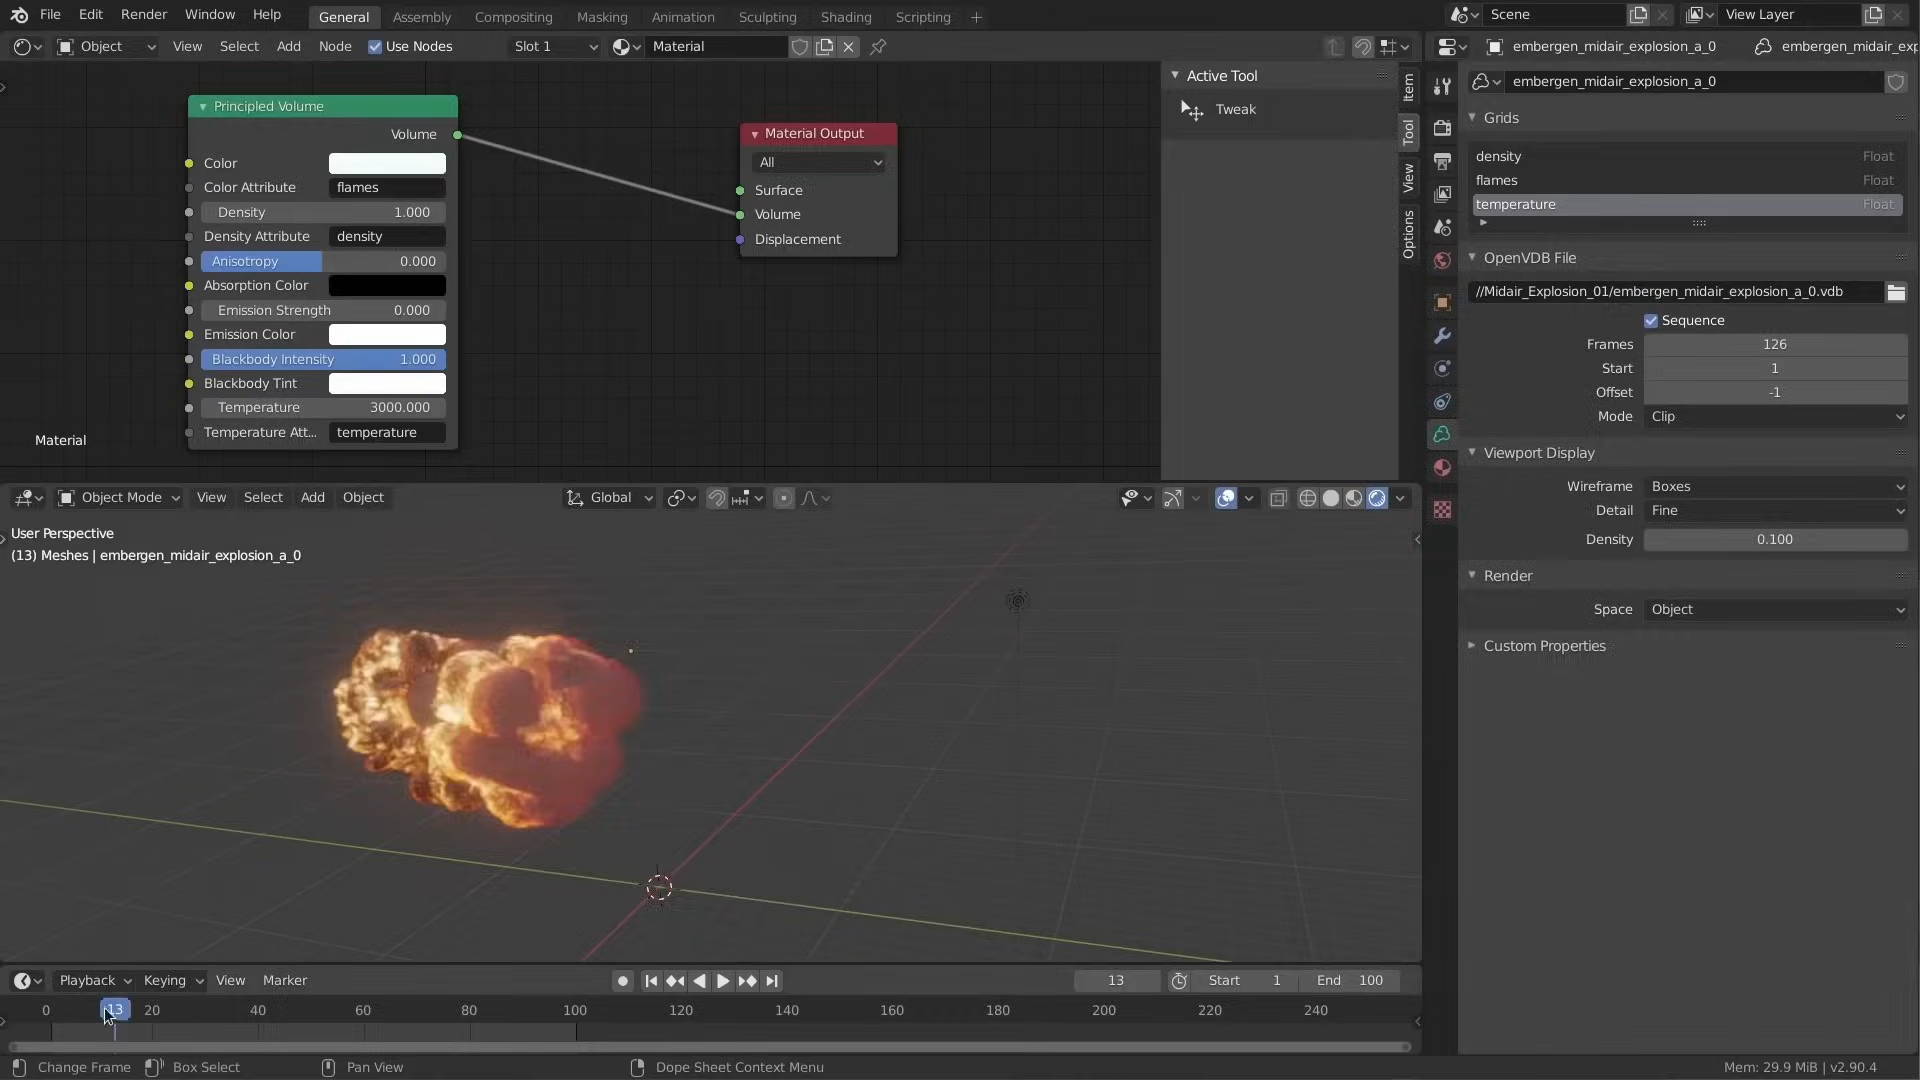 File Edit Render Window Help General Assembly Compositing Masking Animation Sculpting Shading Scripting + Scene View Layer
Object View Select Add Node Use Nodes Slot 1 Material
Principled Volume
Volume
Color
Color Attribute flames
Density 1.000
Density Attribute density
Anisotropy 0.000
Absorption Color
Emission Strength 0.000
Emission Color
Blackbody Intensity 1.000
Blackbody Tint
Temperature 3000.000
Temperature Att... temperature
Material
Material Output
All
Surface
Volume
Displacement
Active Tool
Tweak
Item
Tool
View
Options
embergen_midair_explosion_a_0 embergen_midair_exp
embergen_midair_explosion_a_0
Grids
density Float
flames Float
temperature Float
OpenVDB File
//Midair_Explosion_01/embergen_midair_explosion_a_0.vdb
Sequence
Frames 126
Start 1
Offset -1
Mode Clip
Viewport Display
Wireframe Boxes
Detail Fine
Density 0.100
Render
Space Object
Custom Properties
Object Mode View Select Add Object Global
User Perspective
(13) Meshes | embergen_midair_explosion_a_0
Playback Keying View Marker 13 Start 1 End 100
0 13 20 40 60 80 100 120 140 160 180 200 220 240
Change Frame Box Select Pan View Dope Sheet Context Menu Mem: 29.9 MiB | v2.90.4